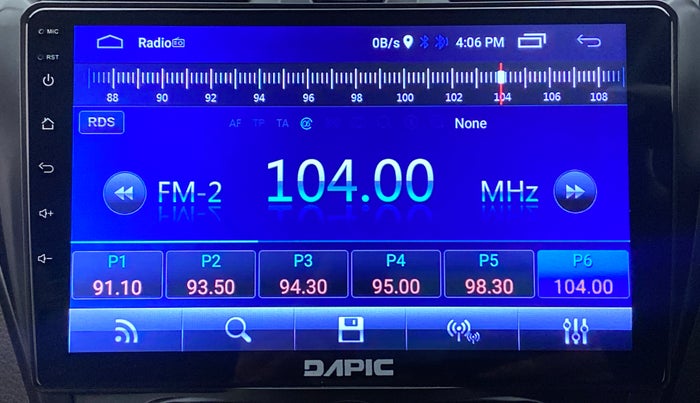 MIC
RST
Radio
0B/s 4:06 PM
88 90 92 94 96 98 100 102 104 106 108
RDS AF TP TA None
FM-2 104.00 MHz
P1 P2 P3 P4 P5 P6
91.10 93.50 94.30 95.00 98.30 104.00
DAPIC